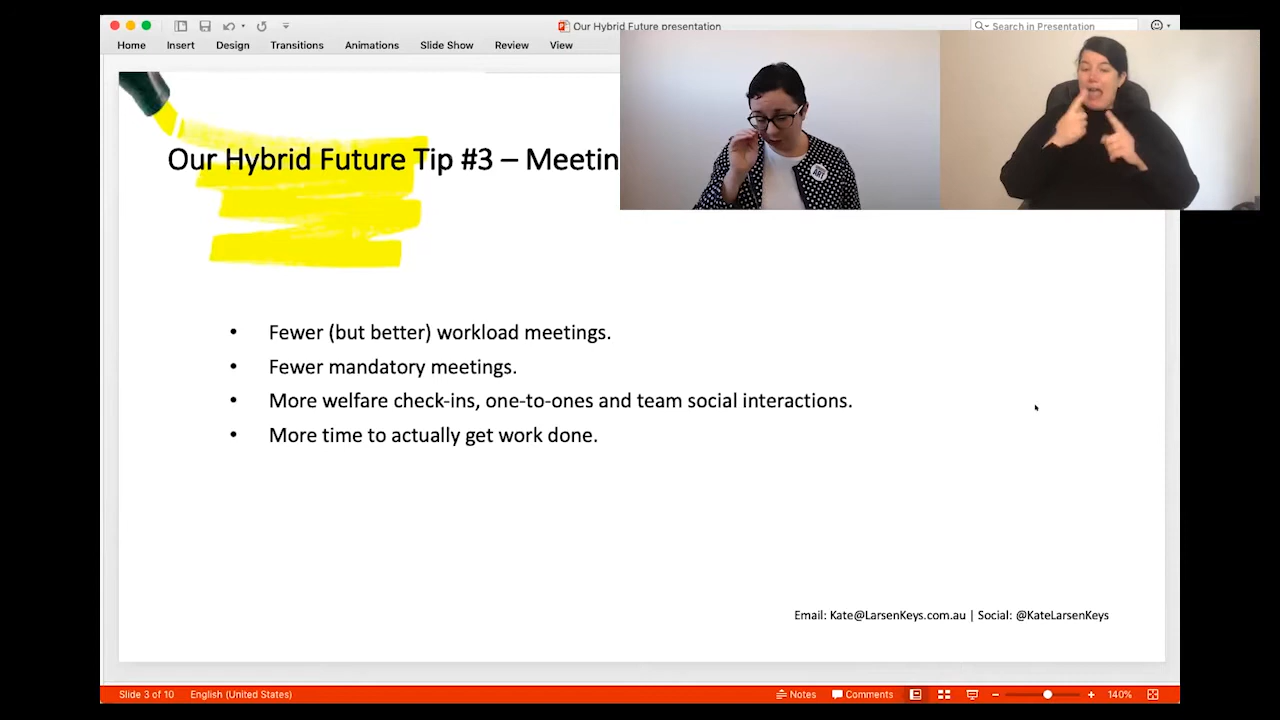 Our Hybrid Future presentation
Search in Presentation
Home Insert Design Transitions Animations Slide Show Review View
Our Hybrid Future Tip #3 – Meetin
ART
• Fewer (but better) workload meetings.
• Fewer mandatory meetings.
• More welfare check-ins, one-to-ones and team social interactions.
• More time to actually get work done.
Email: Kate@LarsenKeys.com.au | Social: @KateLarsenKeys
Slide 3 of 10 English (United States) Notes Comments 140%